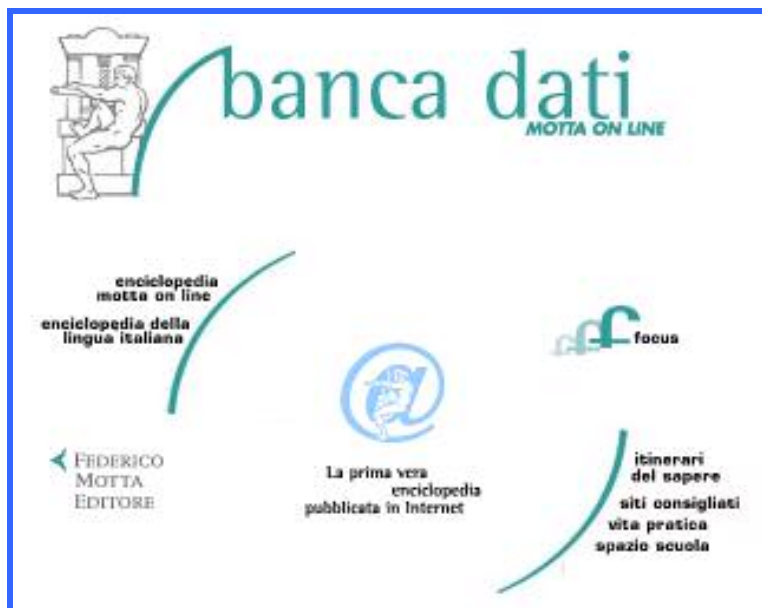 banca dati
MOTTA ON LINE
enciclopedia
motta on line
enciclopedia della
lingua italiana
focus
FEDERICO
MOTTA
EDITORE
La prima vera
enciclopedia
pubblicata in Internet
itinerari
del sapere
siti consigliati
vita pratica
spazio scuola